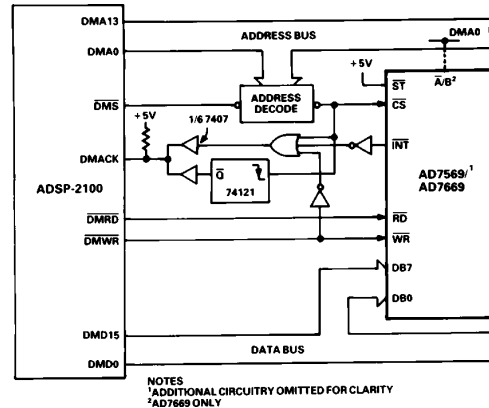 DMA13
ADDRESS BUS
DMA0
DMA0
+5V
ST
A/B²
DMS
ADDRESS
DECODE
CS
+5V
1/6 7407
DMACK
INT
Q
74121
ADSP-2100
AD7569/¹
AD7669
DMRD
RD
DMWR
WR
DB7
DB0
DMD15
DATA BUS
DMD0
NOTES
¹ADDITIONAL CIRCUITRY OMITTED FOR CLARITY
²AD7669 ONLY